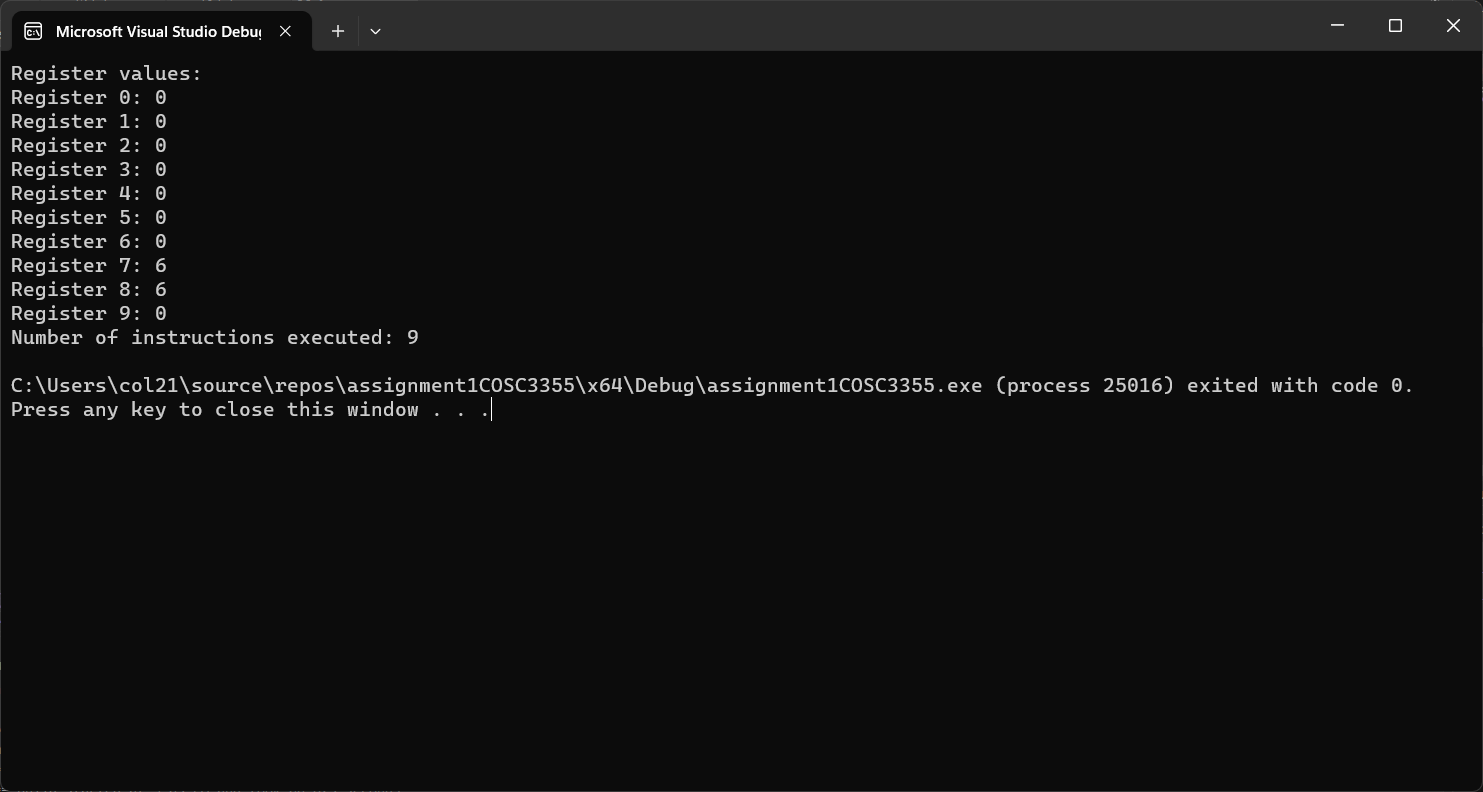 Microsoft Visual Studio Debug
Register values:
Register 0: 0
Register 1: 0
Register 2: 0
Register 3: 0
Register 4: 0
Register 5: 0
Register 6: 0
Register 7: 6
Register 8: 6
Register 9: 0
Number of instructions executed: 9
C:\Users\col21\source\repos\assignment1COSC3355\x64\Debug\assignment1COSC3355.exe (process 25016) exited with code 0.
Press any key to close this window . . .